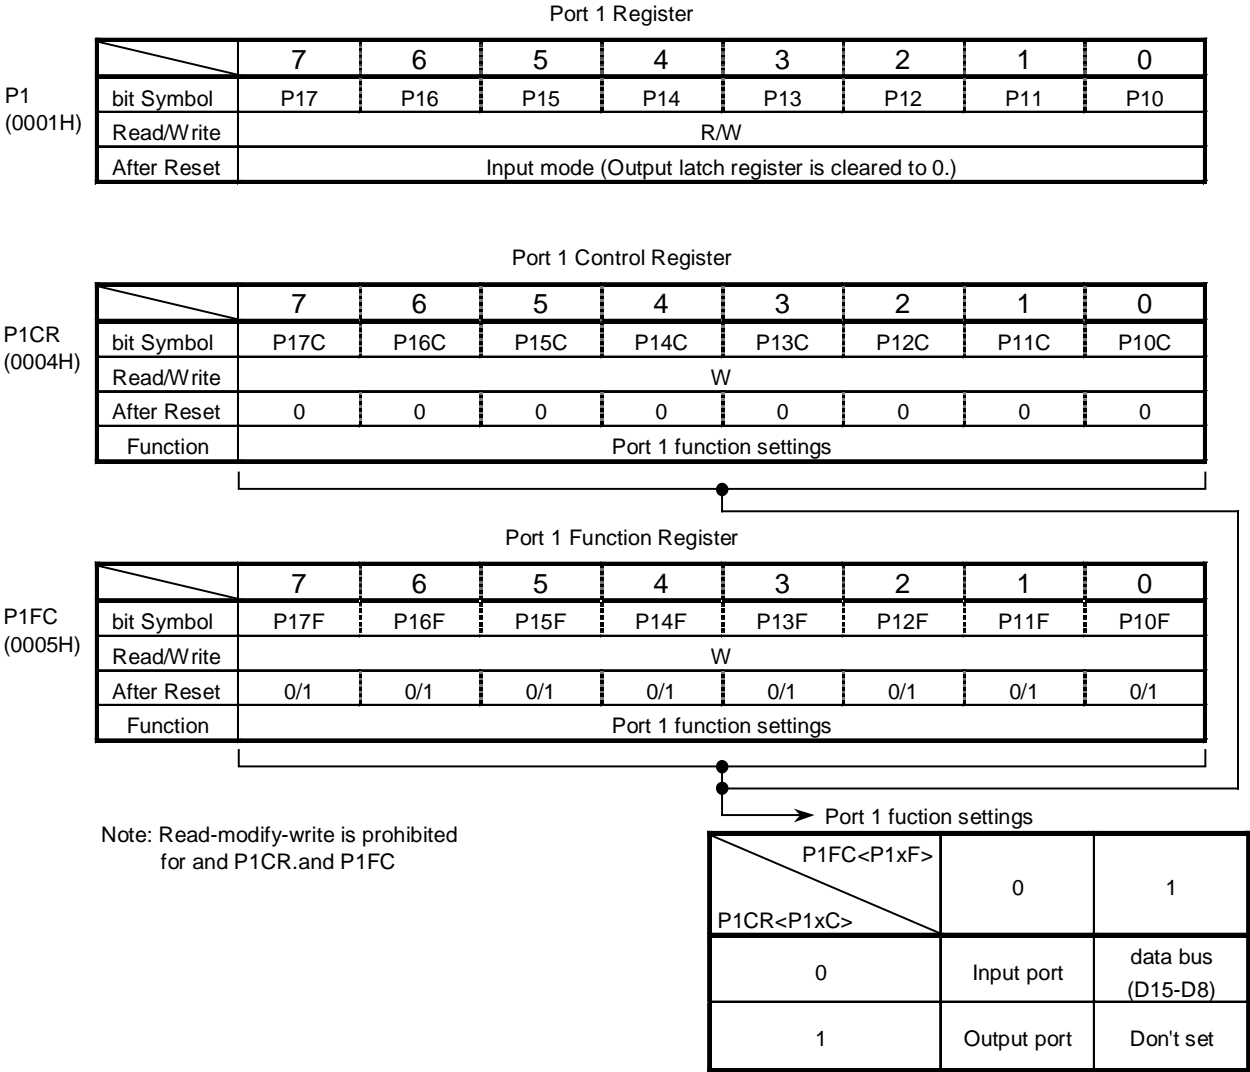 Port 1 Register
7 6 5 4 3 2 1 0
P1
(0001H)
bit Symbol P17 P16 P15 P14 P13 P12 P11 P10
Read/Write R/W
After Reset Input mode (Output latch register is cleared to 0.)
Port 1 Control Register
7 6 5 4 3 2 1 0
P1CR
(0004H)
bit Symbol P17C P16C P15C P14C P13C P12C P11C P10C
Read/Write W
After Reset 0 0 0 0 0 0 0 0
Function Port 1 function settings
Port 1 Function Register
7 6 5 4 3 2 1 0
P1FC
(0005H)
bit Symbol P17F P16F P15F P14F P13F P12F P11F P10F
Read/Write W
After Reset 0/1 0/1 0/1 0/1 0/1 0/1 0/1 0/1
Function Port 1 function settings
Note: Read-modify-write is prohibited
for and P1CR.and P1FC
Port 1 fuction settings
P1FC<P1xF> 0 1
P1CR<P1xC>
0 Input port data bus
(D15-D8)
1 Output port Don't set